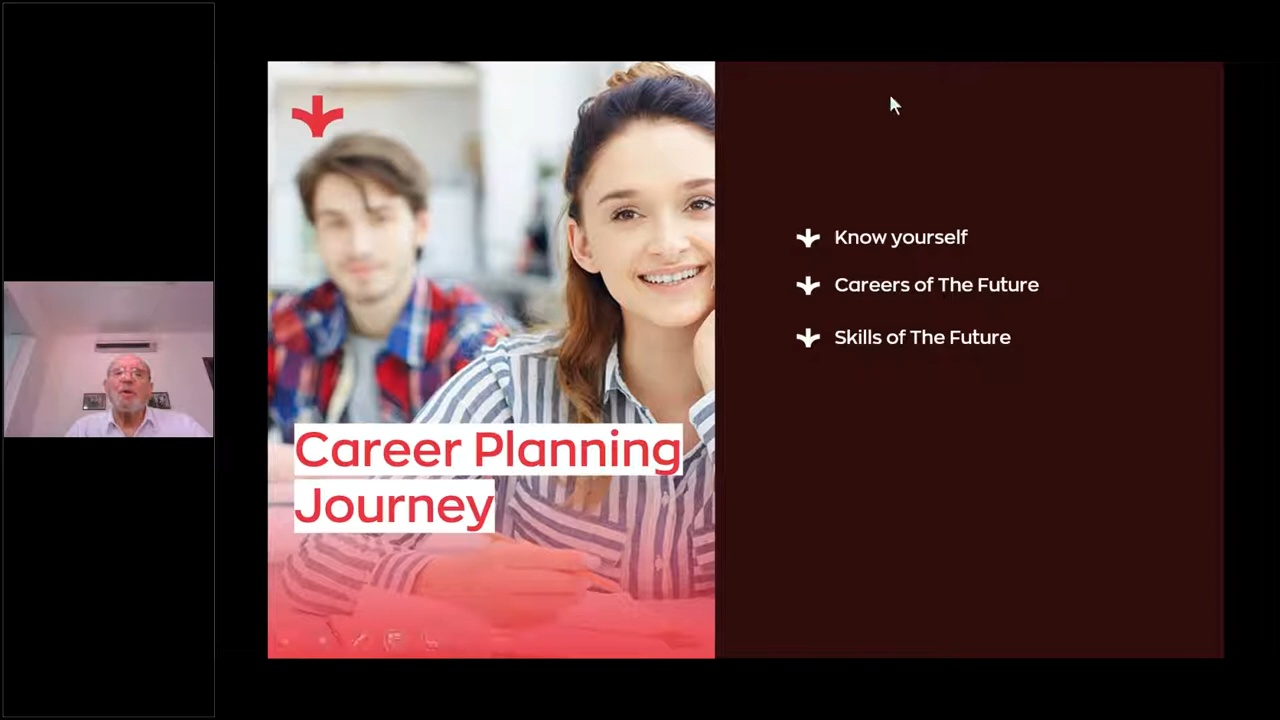 Career Planning
Journey
Know yourself
Careers of The Future
Skills of The Future